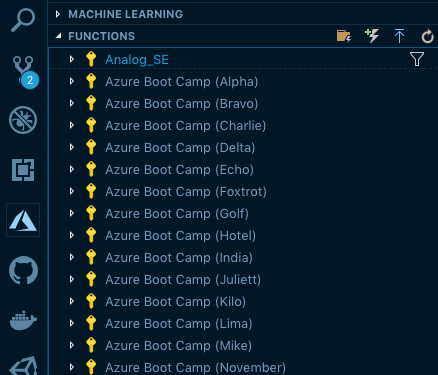 MACHINE LEARNING
FUNCTIONS
Analog_SE
Azure Boot Camp (Alpha)
Azure Boot Camp (Bravo)
Azure Boot Camp (Charlie)
Azure Boot Camp (Delta)
Azure Boot Camp (Echo)
2
Azure Boot Camp (Foxtrot)
Azure Boot Camp (Golf)
Azure Boot Camp (Hotel)
Azure Boot Camp (India)
Azure Boot Camp (Juliett)
Azure Boot Camp (Kilo)
Azure Boot Camp (Lima)
Azure Boot Camp (Mike)
Azure Boot Camp (November)